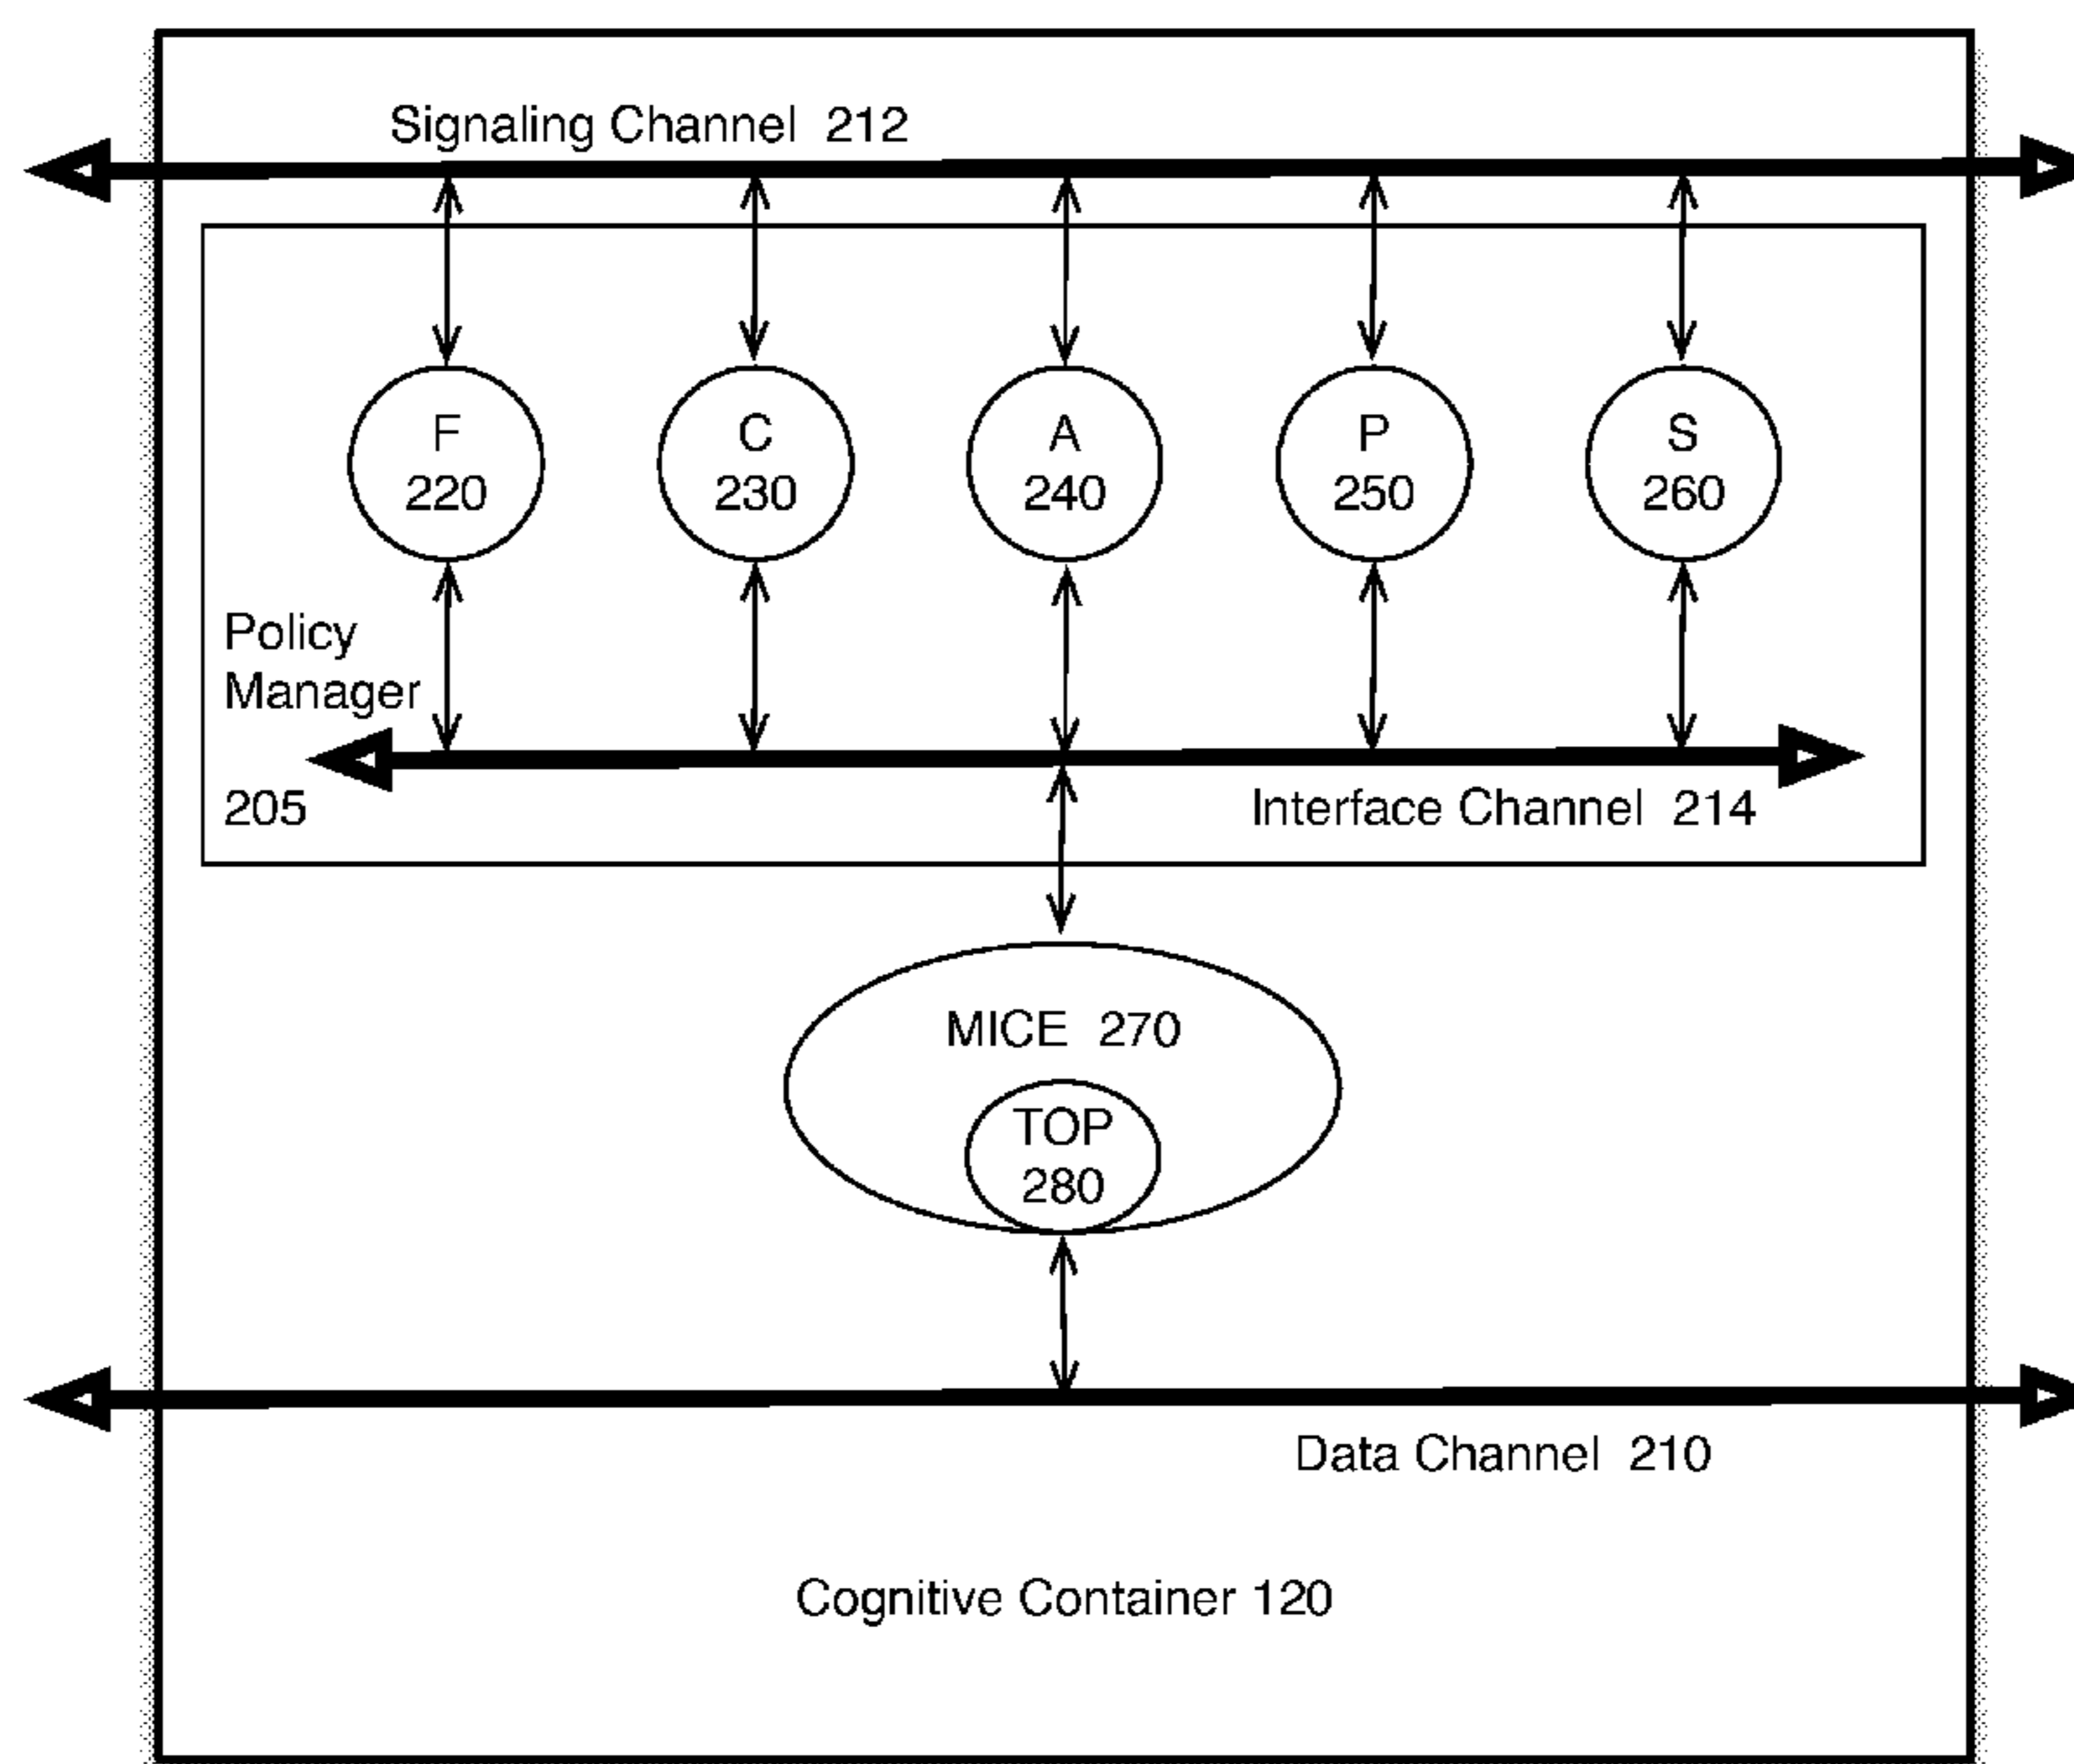 Signaling Channel 212
F
220
C
230
A
240
P
250
S
260
Policy
Manager
205
Interface Channel 214
MICE 270
TOP
280
Data Channel 210
Cognitive Container 120